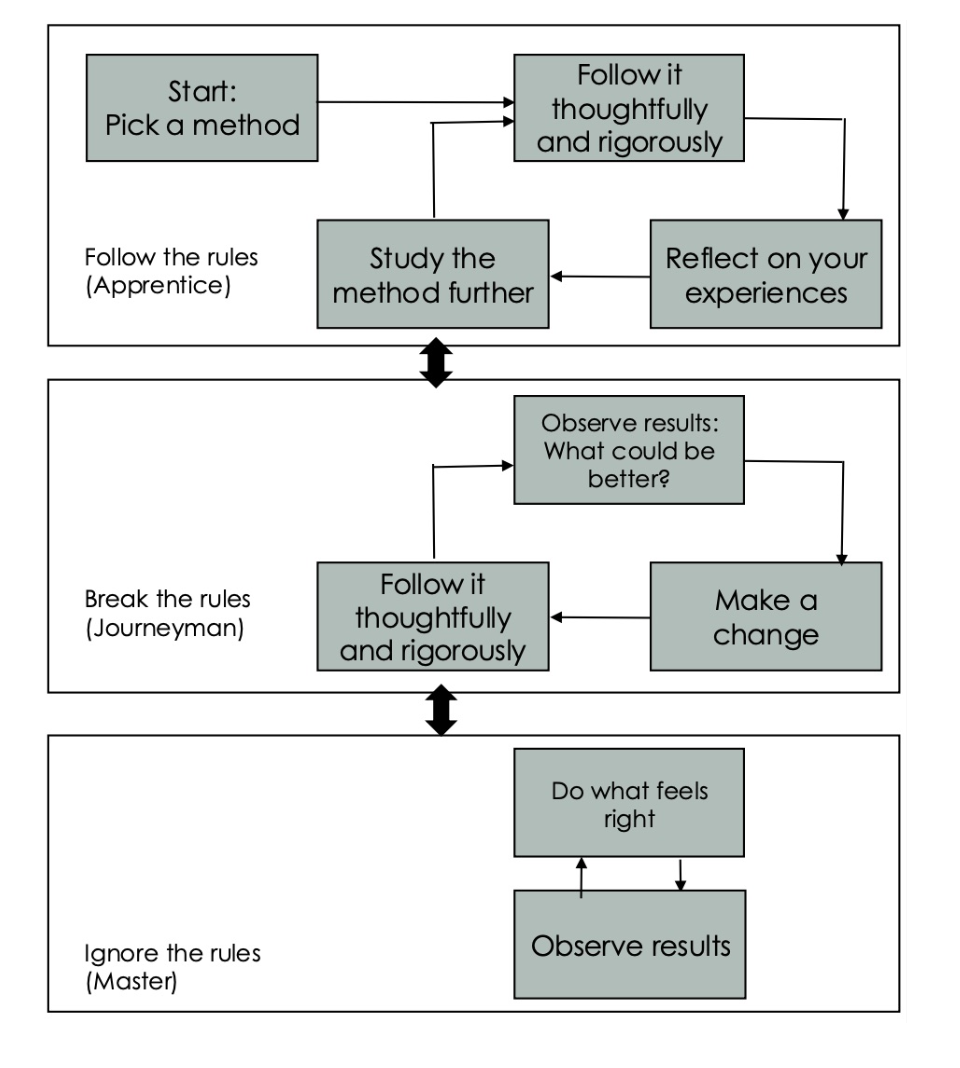 Start:
Pick a method
Follow it
thoughtfully
and rigorously
Follow the rules
(Apprentice)
Study the
method further
Reflect on your
experiences
Observe results:
What could be
better?
Break the rules
(Journeyman)
Follow it
thoughtfully
and rigorously
Make a
change
Do what feels
right
Ignore the rules
(Master)
Observe results